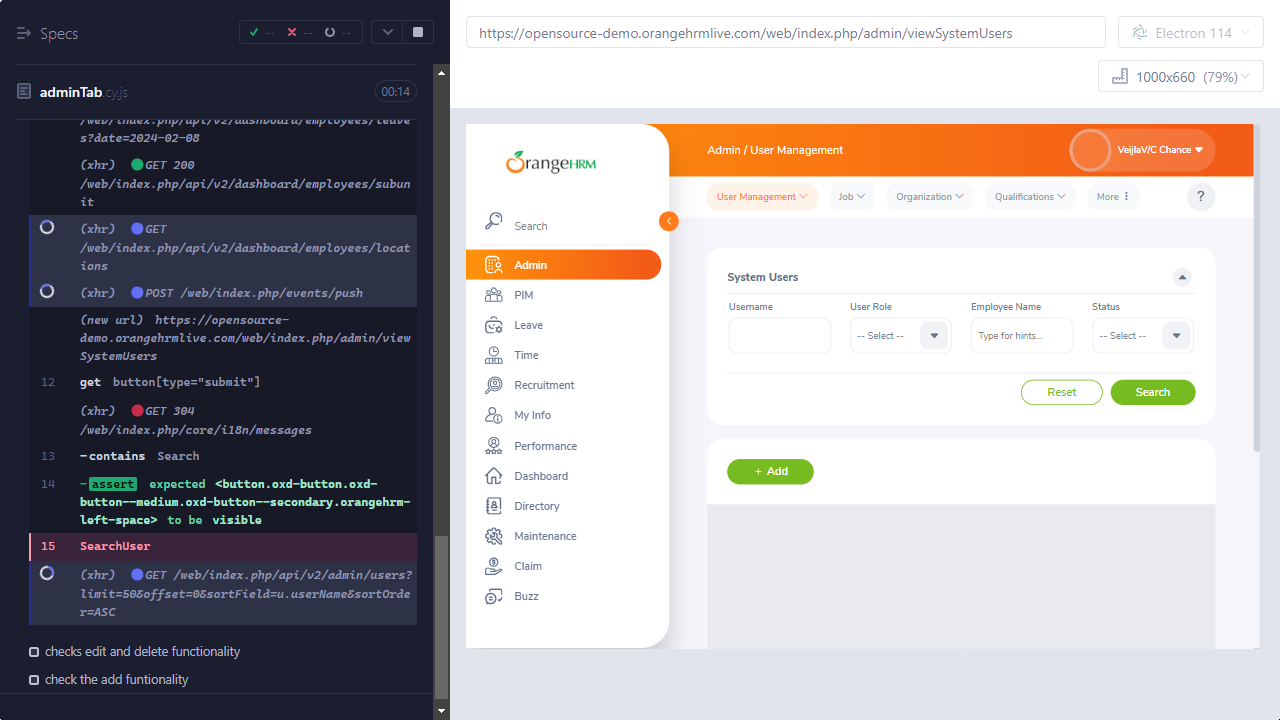 Specs
--
--
--
adminTab.cy.js
00:14
/web/index.php/api/v2/dashboard/employees/leave
s?date=2024-02-08
(xhr) GET 200
/web/index.php/api/v2/dashboard/employees/subun
it
(xhr) GET
/web/index.php/api/v2/dashboard/employees/locat
ions
(xhr) POST /web/index.php/events/push
(new url) https://opensource-
demo.orangehrmlive.com/web/index.php/admin/view
SystemUsers
12 get button[type="submit"]
(xhr) GET 304
/web/index.php/core/i18n/messages
13 -contains Search
14 -assert expected <button.oxd-button.oxd-
button--medium.oxd-button--secondary.orangehrm-
left-space> to be visible
15 SearchUser
(xhr) GET /web/index.php/api/v2/admin/users?
limit=50&offset=0&sortField=u.userName&sortOrde
r=ASC
checks edit and delete functionality
check the add funtionality
https://opensource-demo.orangehrmlive.com/web/index.php/admin/viewSystemUsers
Electron 114
1000x660 (79%)
OrangeHRM
Search
Admin
PIM
Leave
Time
Recruitment
My Info
Performance
Dashboard
Directory
Maintenance
Claim
Buzz
Admin / User Management
VeijlaV/C Chance
User Management
Job
Organization
Qualifications
More
?
System Users
Username
User Role
Employee Name
Status
-- Select --
Type for hints...
-- Select --
Reset
Search
+ Add